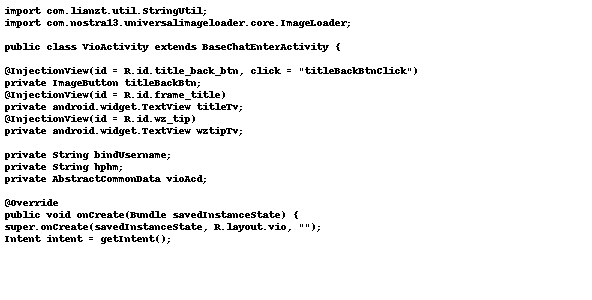 import com.lianzt.util.StringUtil;
import com.nostra13.universalimageloader.core.ImageLoader;
public class VioActivity extends BaseChatEnterActivity {
@InjectionView(id = R.id.title_back_btn, click = "titleBackBtnClick")
private ImageButton titleBackBtn;
@InjectionView(id = R.id.frame_title)
private android.widget.TextView titleTv;
@InjectionView(id = R.id.wz_tip)
private android.widget.TextView wztipTv;
private String bindUsername;
private String hphm;
private AbstractCommonData vioAcd;
@Override
public void onCreate(Bundle savedInstanceState) {
super.onCreate(savedInstanceState, R.layout.vio, "");
Intent intent = getIntent();